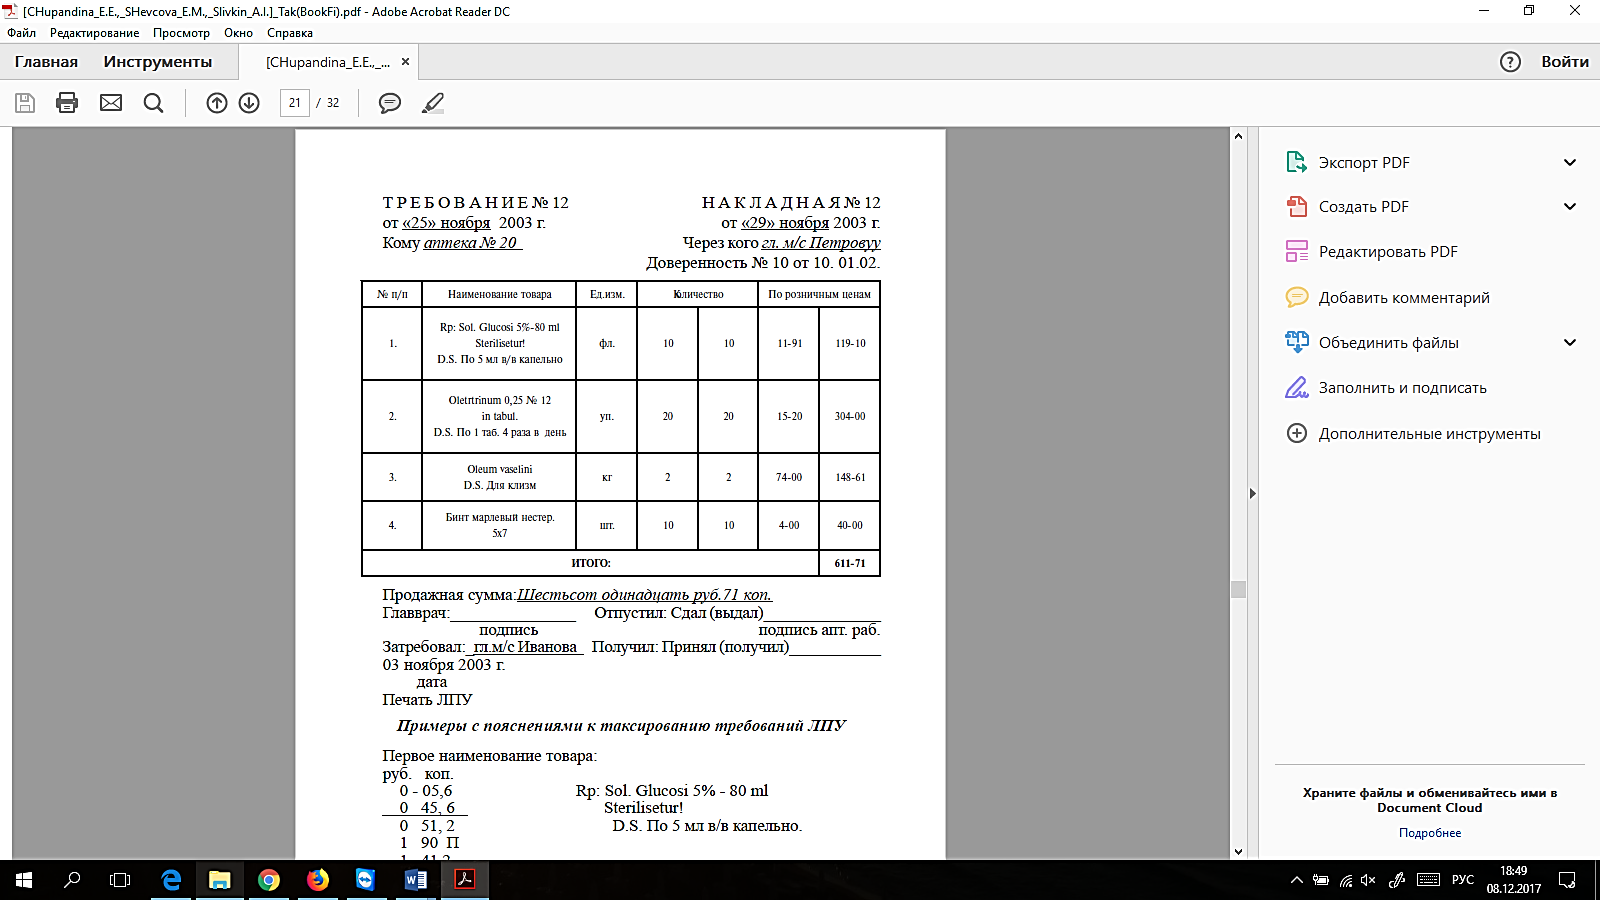 [CHupandina_E.E.,_SHevcova_E.M.,_Slivkin_A.I.]_Tak(BookFi).pdf - Adobe Acrobat Reader DC
Файл Редактирование Просмотр Окно Справка
Главная Инструменты [CHupandina_E.E.,_... × Войти
21 / 32
Т Р Е Б О В А Н И Е № 12 Н А К Л А Д Н А Я № 12
от «25» ноября 2003 г. от «29» ноября 2003 г.
Кому аптека № 20 Через кого гл. м/с Петровуу
Доверенность № 10 от 10. 01.02.
№ п/п Наименование товара Ед.изм. Количество По розничным ценам
1. Rp: Sol. Glucosi 5%-80 ml
Sterilisetur!
D.S. По 5 мл в/в капельно фл. 10 10 11-91 119-10
2. Oletrtrinum 0,25 № 12
in tabul.
D.S. По 1 таб. 4 раза в день уп. 20 20 15-20 304-00
3. Oleum vaselini
D.S. Для клизм кг 2 2 74-00 148-61
4. Бинт марлевый нестер.
5х7 шт. 10 10 4-00 40-00
ИТОГО: 611-71
Продажная сумма:Шестьсот одинадцать руб.71 коп.
Главврач:_______________ Отпустил: Сдал (выдал)______________
подпись подпись апт. раб.
Затребовал:_гл.м/с Иванова_ Получил: Принял (получил)___________
03 ноября 2003 г.
дата
Печать ЛПУ
Примеры с пояснениями к таксированию требований ЛПУ
Первое наименование товара:
руб. коп.
0 - 05,6 Rp: Sol. Glucosi 5% - 80 ml
0 45, 6 Sterilisetur!
0 51, 2 D.S. По 5 мл в/в капельно.
1 90 П
Экспорт PDF
Создать PDF
Редактировать PDF
Добавить комментарий
Объединить файлы
Заполнить и подписать
Дополнительные инструменты
Храните файлы и обменивайтесь ими в
Document Cloud
Подробнее
РУС 18:49
08.12.2017